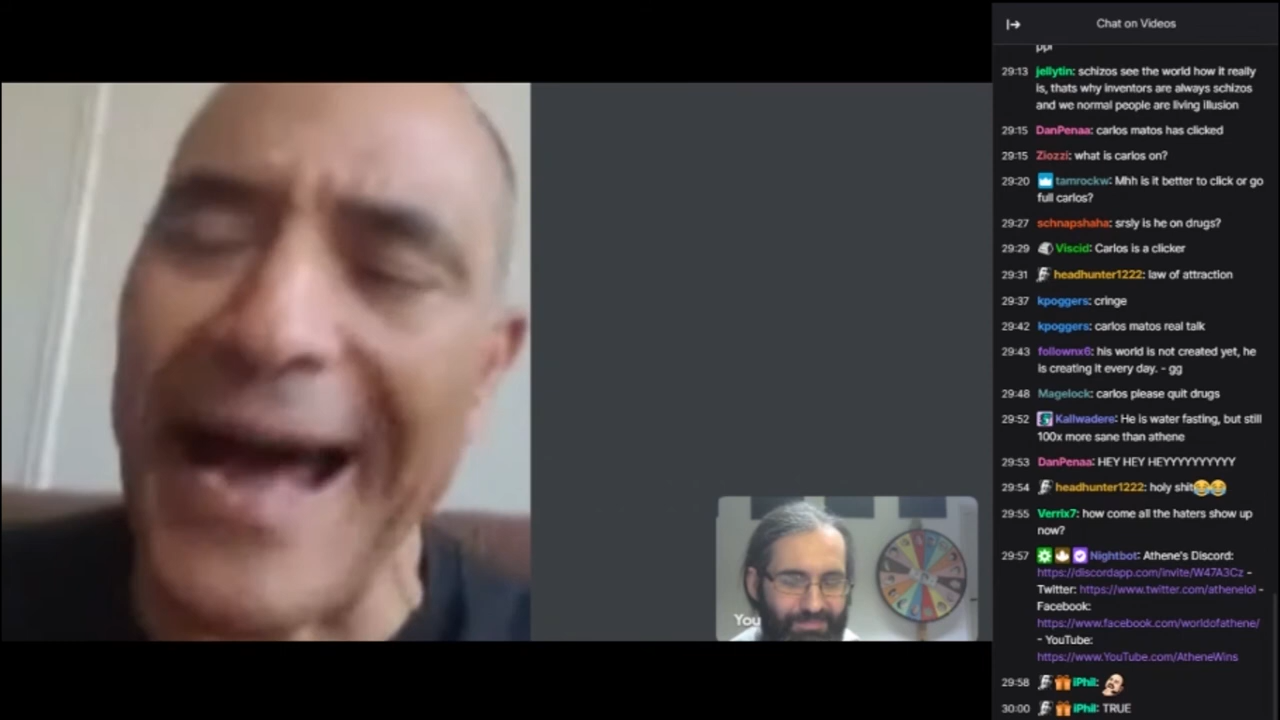 Chat on Videos
ppl
29:13 jellytin: schizos see the world how it really
is, thats why inventors are always schizos
and we normal people are living illusion
29:15 DanPenaa: carlos matos has clicked
29:15 Ziozzi: what is carlos on?
29:20 tamrockw: Mhh is it better to click or go
full carlos?
29:27 schnapshaha: srsly is he on drugs?
29:29 Viscid: Carlos is a clicker
29:31 headhunter1222: law of attraction
29:37 kpoggers: cringe
29:42 kpoggers: carlos matos real talk
29:43 follownx6: his world is not created yet, he
is creating it every day. - gg
29:48 Magelock: carlos please quit drugs
29:52 Kallwadere: He is water fasting, but still
100x more sane than athene
29:53 DanPenaa: HEY HEY HEYYYYYYYYYY
29:54 headhunter1222: holy shit😂😂
29:55 Verrix7: how come all the haters show up
now?
29:57 Nightbot: Athene's Discord:
https://discordapp.com/invite/W47A3Cz -
Twitter: https://www.twitter.com/athenelol -
Facebook:
https://www.facebook.com/worldofathene/
- YouTube:
https://www.YouTube.com/AtheneWins
29:58 iPhil:
30:00 iPhil: TRUE
You